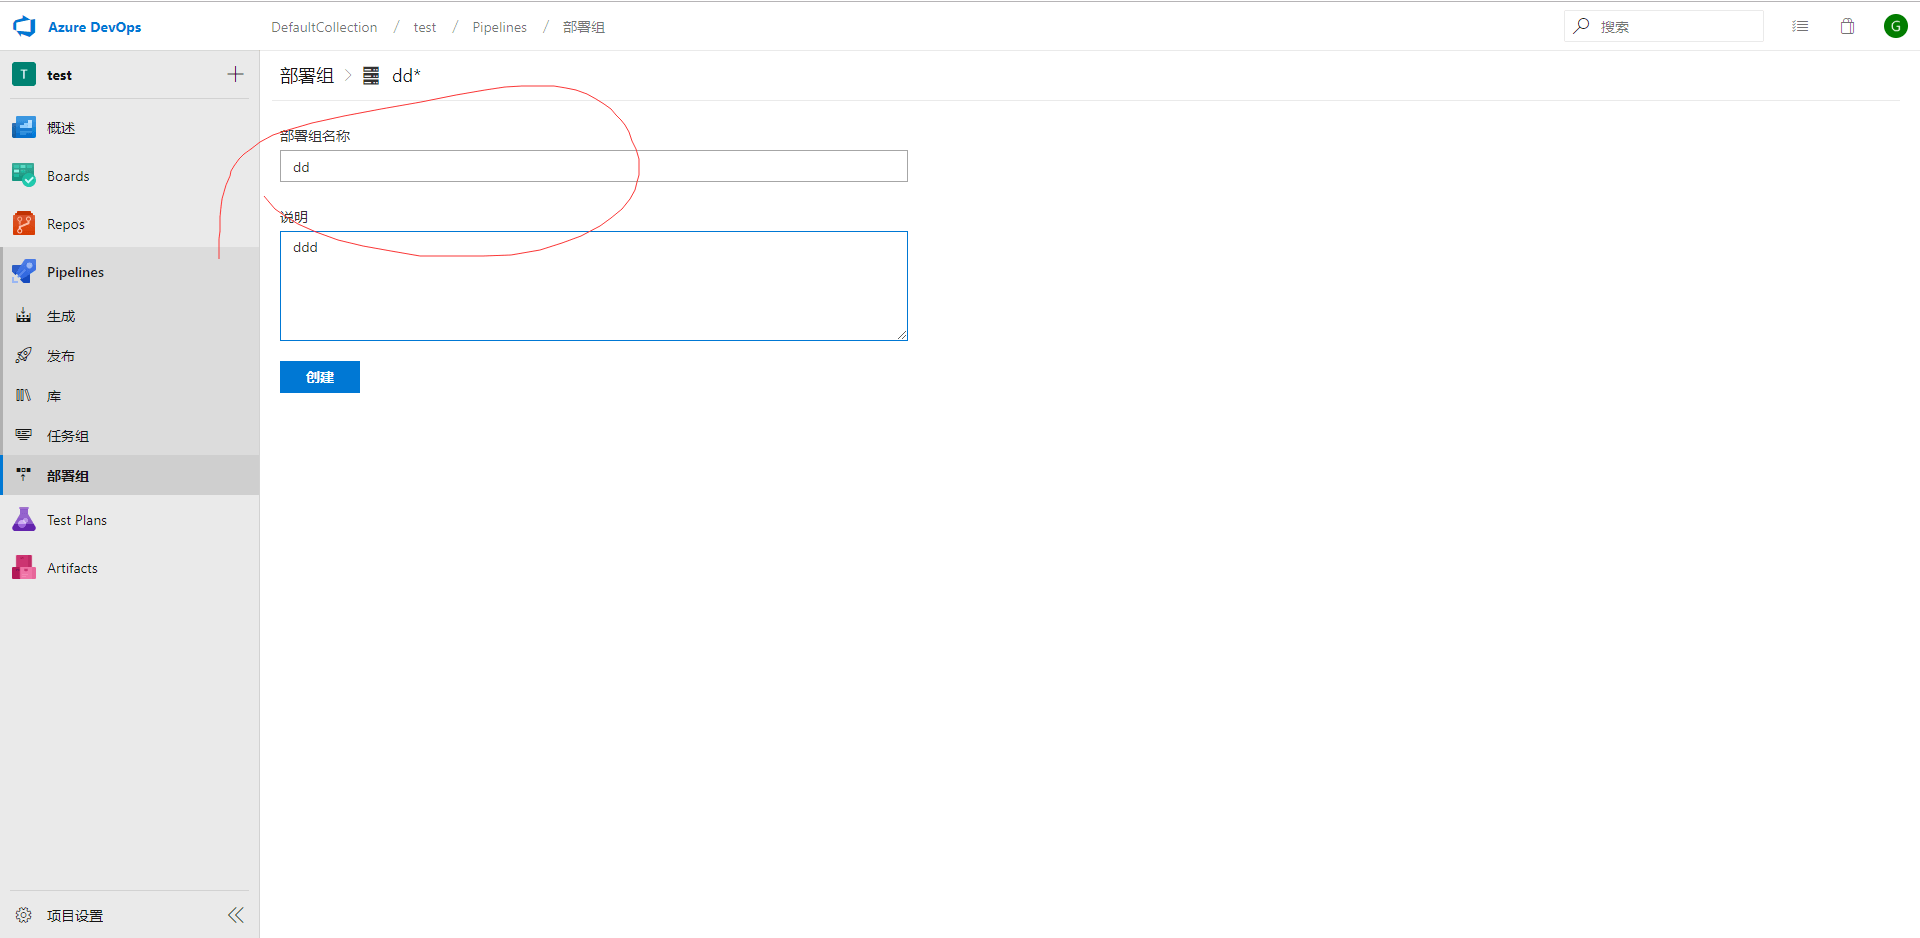 Azure DevOps
DefaultCollection / test / Pipelines / 部署组
搜索
G
T test
部署组 > dd*
概述
Boards
Repos
Pipelines
生成
发布
库
任务组
部署组
Test Plans
Artifacts
项目设置
部署组名称
dd
说明
ddd
创建